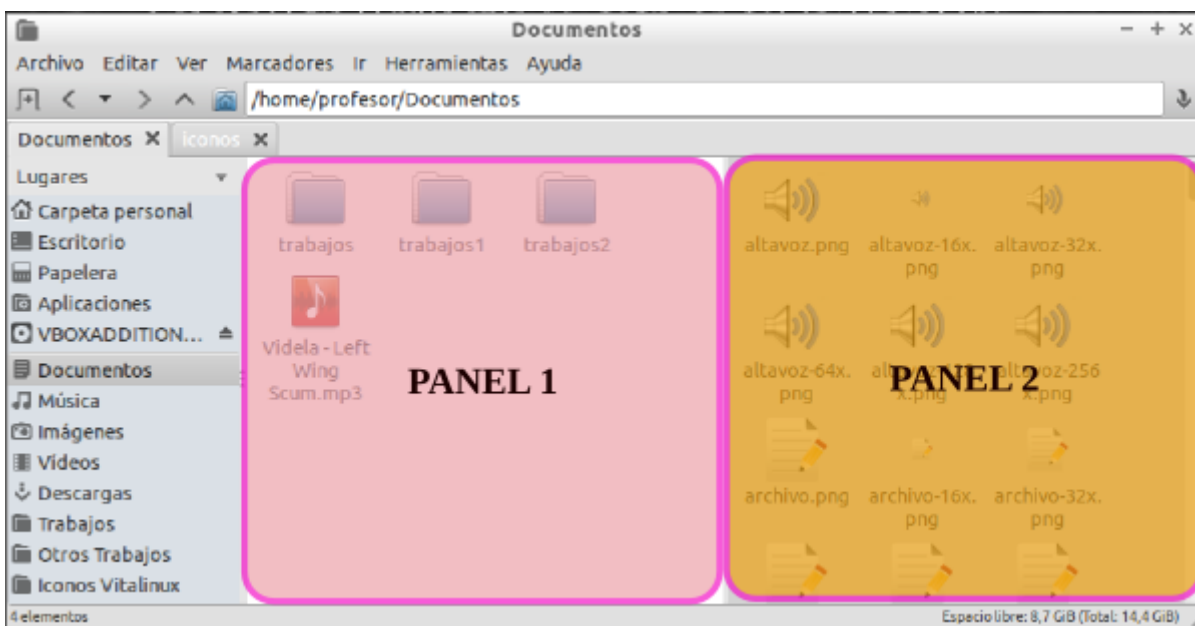 Documentos
Archivo Editar Ver Marcadores Ir Herramientas Ayuda
/home/profesor/Documentos
Documentos iconos
Lugares
Carpeta personal
Escritorio
Papelera
Aplicaciones
VBOXADDITION...
Documentos
Música
Imágenes
Vídeos
Descargas
Trabajos
Otros Trabajos
Iconos Vitalinux
trabajos trabajos1 trabajos2
Videla - Left
Wing
Scum.mp3
PANEL 1
altavoz.png altavoz-16x. altavoz-32x.
png png
altavoz-64x. altavoz-256
png x.png x.png
PANEL 2
archivo.png archivo-16x. archivo-32x.
png png
4 elementos
Espacio libre: 8,7 GiB (Total: 14,4 GiB)